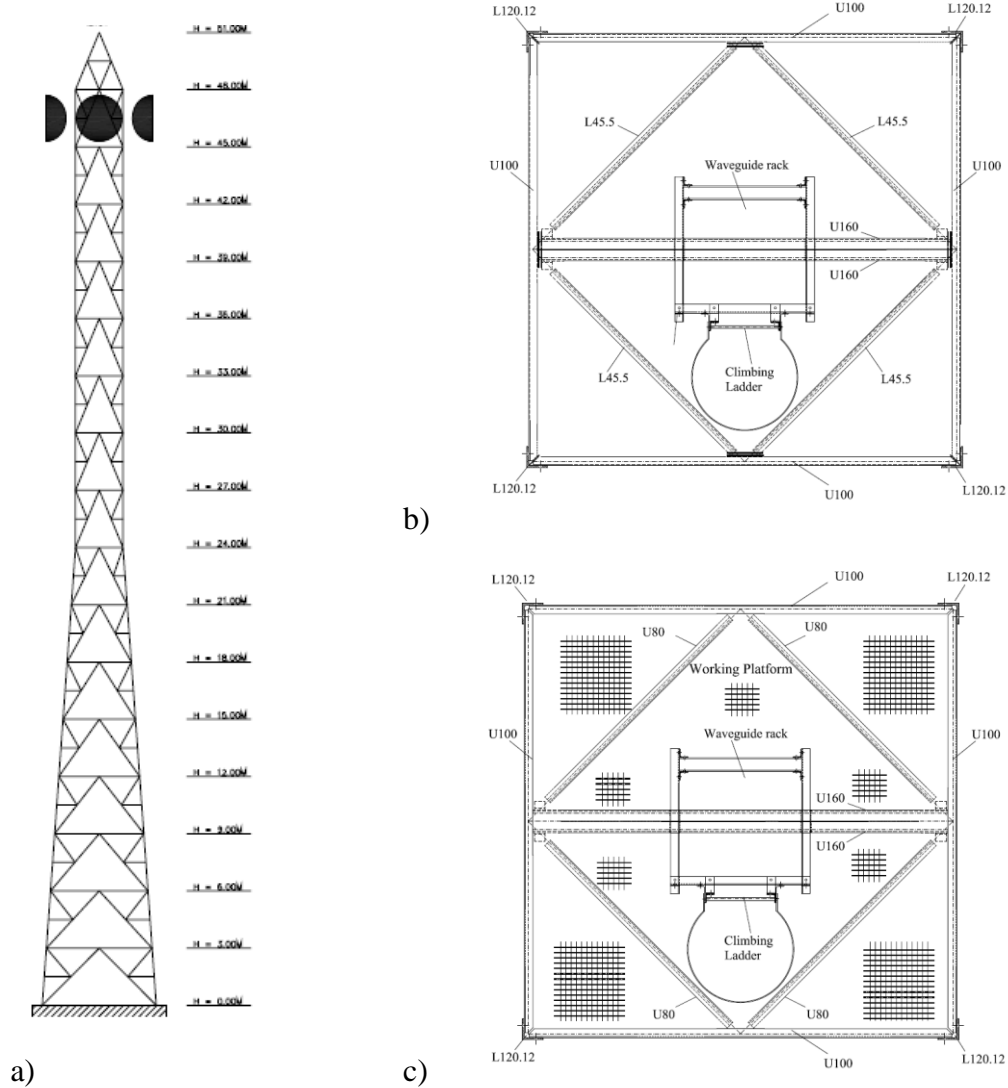 H = 51.00M
H = 48.00M
H = 45.00M
H = 42.00M
H = 39.00M
H = 36.00M
H = 33.00M
H = 30.00M
H = 27.00M
H = 24.00M
H = 21.00M
H = 18.00M
H = 15.00M
H = 12.00M
H = 9.00M
H = 6.00M
H = 3.00M
H = 0.00M
a)
L120.12
U100
L120.12
L45.5
L45.5
U100
Waveguide rack
U100
U160
U160
L45.5
Climbing
Ladder
L45.5
L120.12
U100
L120.12
b)
L120.12
U100
L120.12
U80
U80
Working Platform
U100
Waveguide rack
U100
U160
U160
Climbing
Ladder
U80
U80
L120.12
U100
L120.12
c)